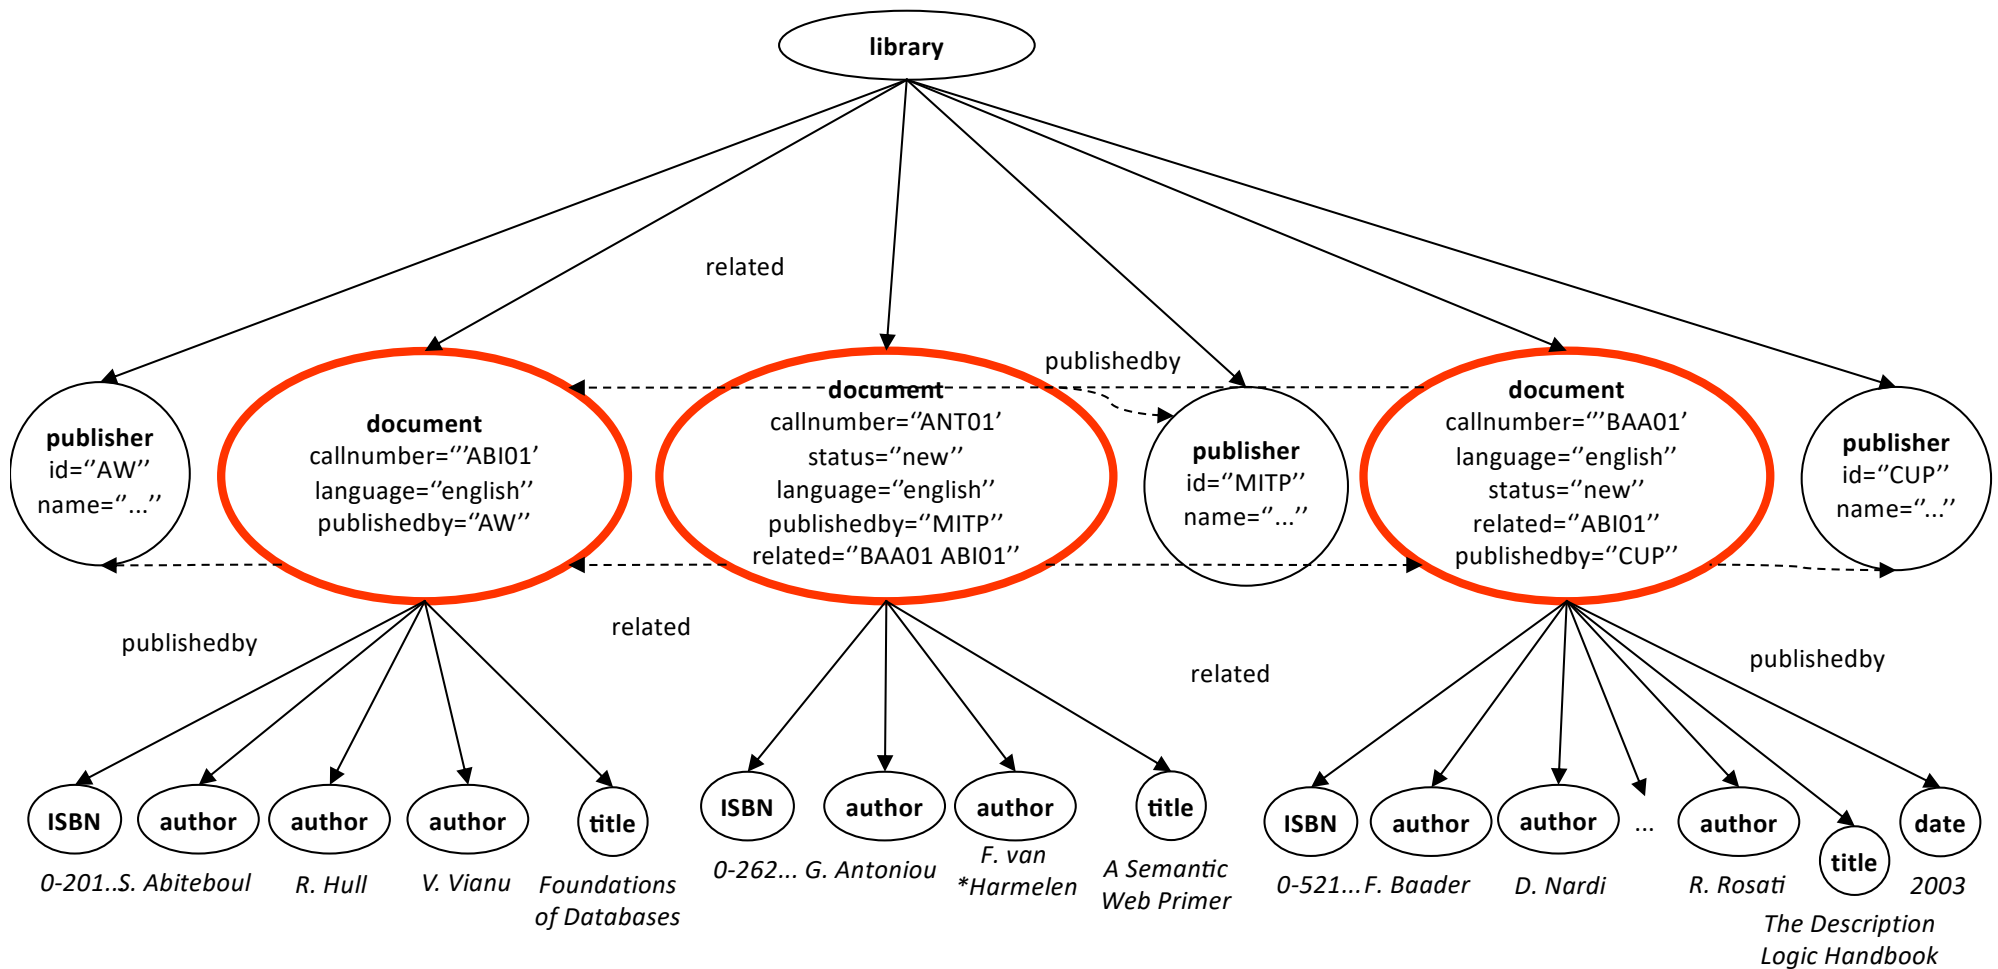 library
related
publishedby
publisher
id=‘’AW’’
name=‘’...’’
document
callnumber=‘’’ABI01’
language=‘’english’’
publishedby=‘’AW’’
document
callnumber=‘’ANT01’
status=‘’new’’
language=‘’english’’
publishedby=‘’MITP’’
related=‘’BAA01 ABI01’’
publisher
id=‘’MITP’’
name=‘’...’’
document
callnumber=‘’’BAA01’
language=‘’english’’
status=‘’new’’
related=‘’ABI01’’
publishedby=‘’CUP’’
publisher
id=‘’CUP’’
name=‘’...’’
publishedby
related
related
publishedby
ISBN
author
author
author
title
ISBN
author
author
title
ISBN
author
author
...
author
title
date
0-201...
S. Abiteboul
R. Hull
V. Vianu
Foundations
of Databases
0-262...
G. Antoniou
F. van
*Harmelen
A Semantic
Web Primer
0-521...
F. Baader
D. Nardi
R. Rosati
2003
The Description
Logic Handbook